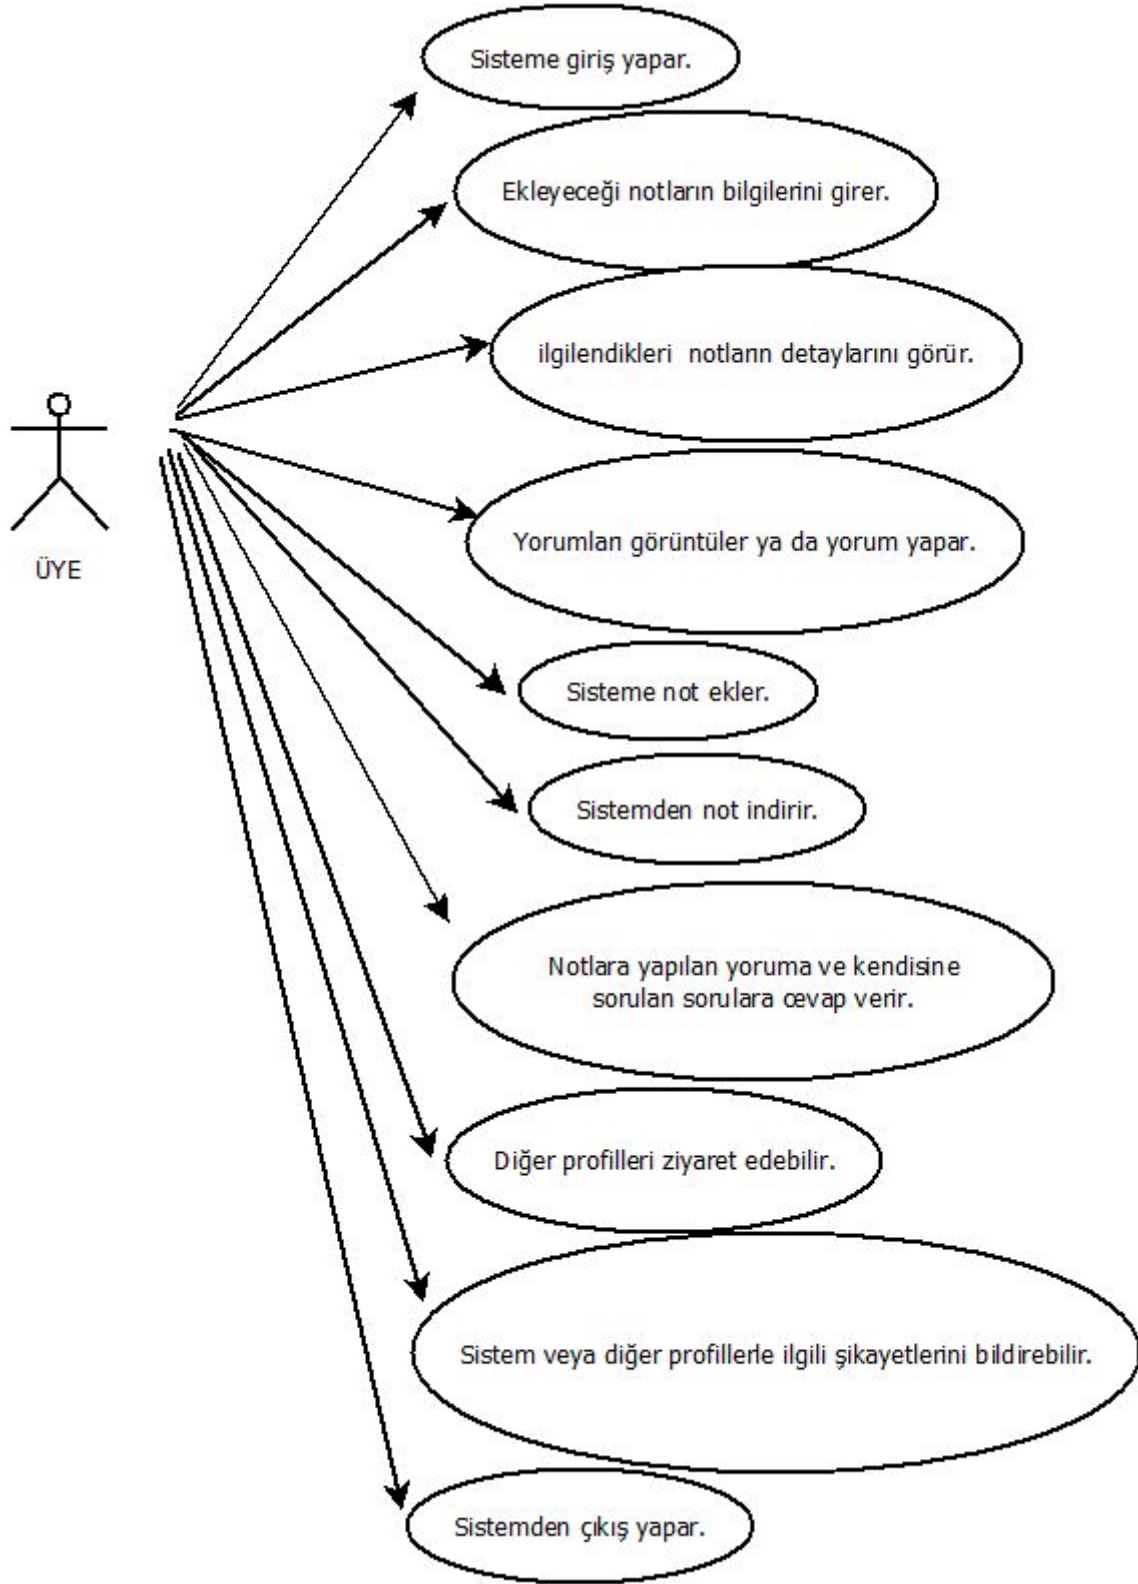 Sisteme giriş yapar.
Ekleyeceği notların bilgilerini girer.
ilgilendikleri notların detaylarını görür.
ÜYE
Yorumları görüntüler ya da yorum yapar.
Sisteme not ekler.
Sistemden not indirir.
Notlara yapılan yoruma ve kendisine
sorulan sorulara cevap verir.
Diğer profilleri ziyaret edebilir.
Sistem veya diğer profillerle ilgili şikayetlerini bildirebilir.
Sistemden çıkış yapar.